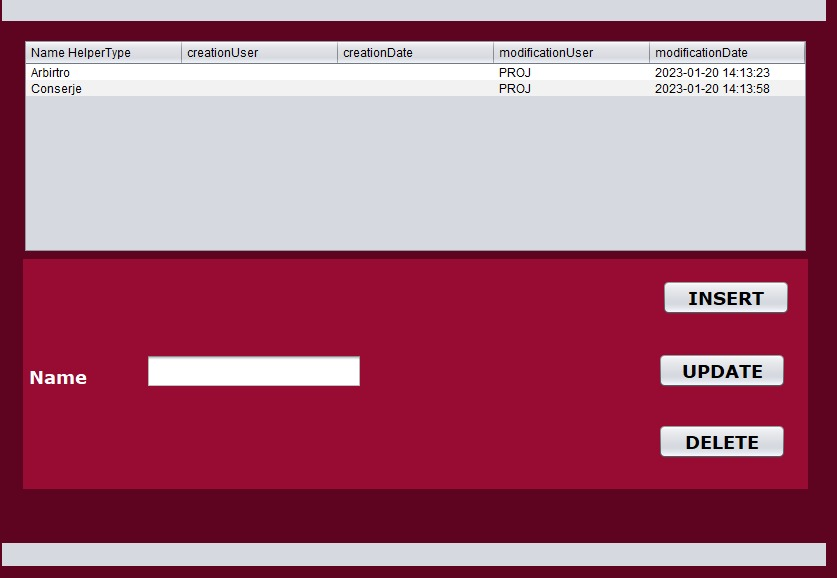 Name HelperType creationUser creationDate modificationUser modificationDate
Arbirtro PROJ 2023-01-20 14:13:23
Conserje PROJ 2023-01-20 14:13:58
INSERT
Name UPDATE
DELETE